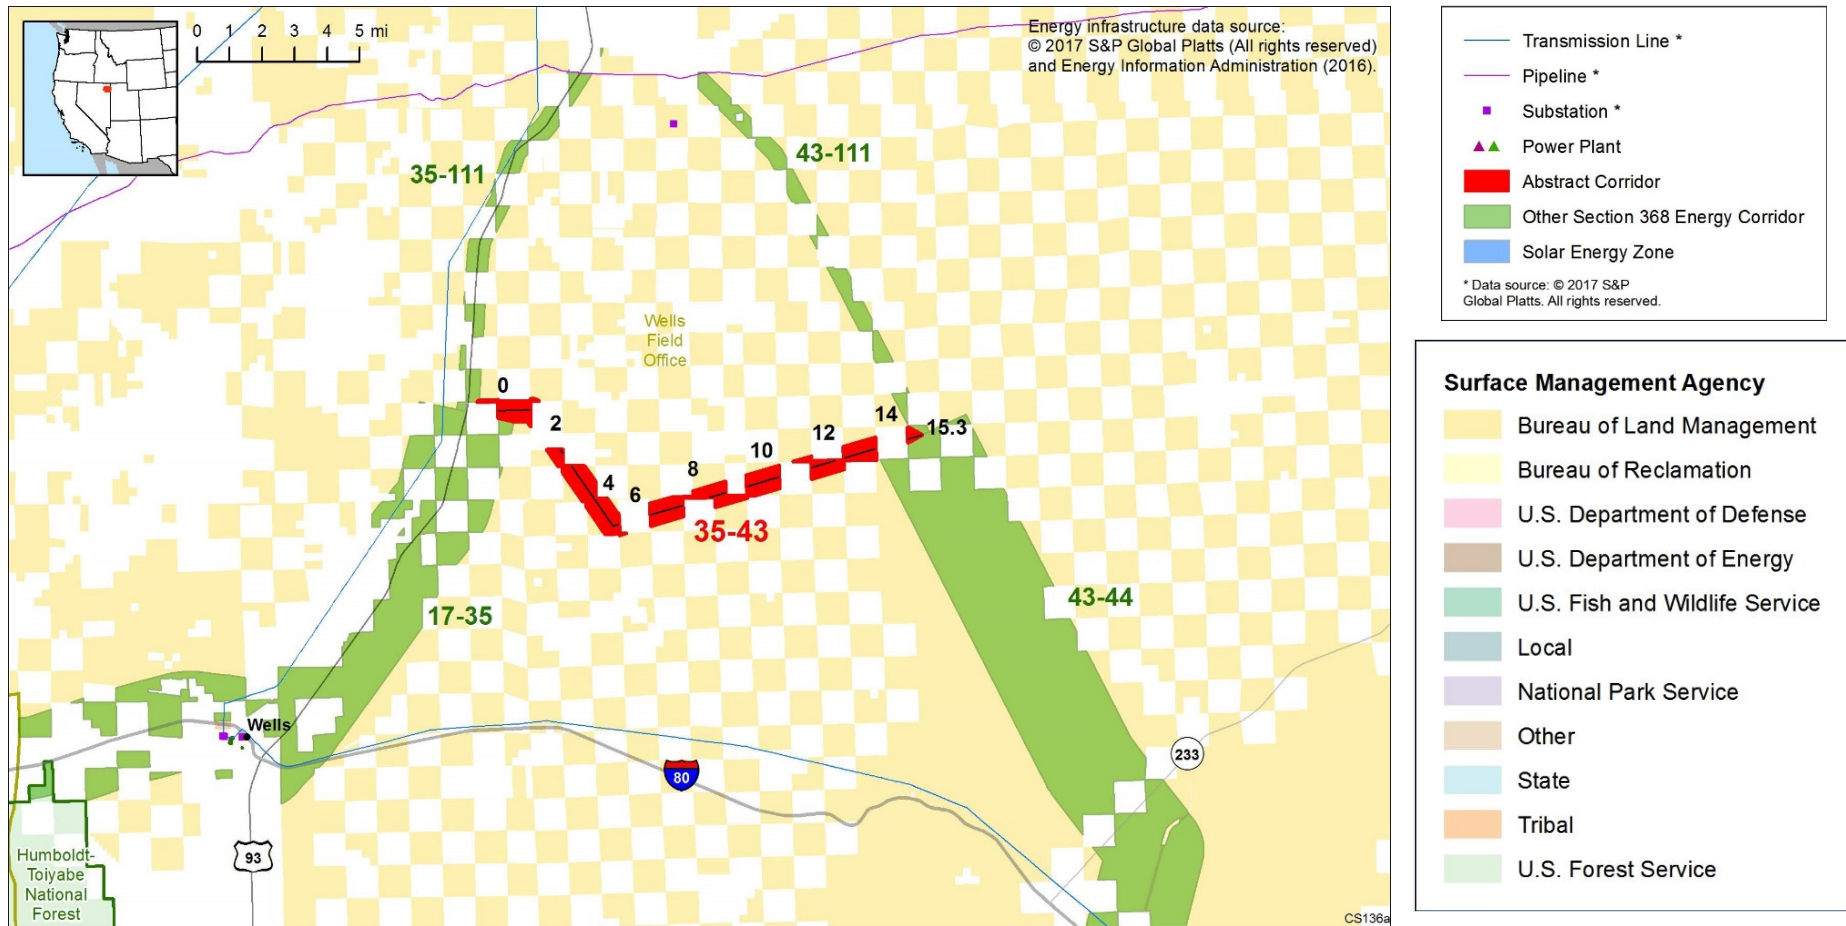 0 1 2 3 4 5 mi
Energy infrastructure data source:
© 2017 S&P Global Platts (All rights reserved)
and Energy Information Administration (2016).
35-111
43-111
Wells
Field
Office
0
2
4
6
8
10
12
14
15.3
35-43
17-35
43-44
Wells
80
93
233
Humboldt-
Toiyabe
National
Forest
CS136a
Transmission Line *
Pipeline *
Substation *
Power Plant
Abstract Corridor
Other Section 368 Energy Corridor
Solar Energy Zone
* Data source: © 2017 S&P
Global Platts. All rights reserved.
Surface Management Agency
Bureau of Land Management
Bureau of Reclamation
U.S. Department of Defense
U.S. Department of Energy
U.S. Fish and Wildlife Service
Local
National Park Service
Other
State
Tribal
U.S. Forest Service